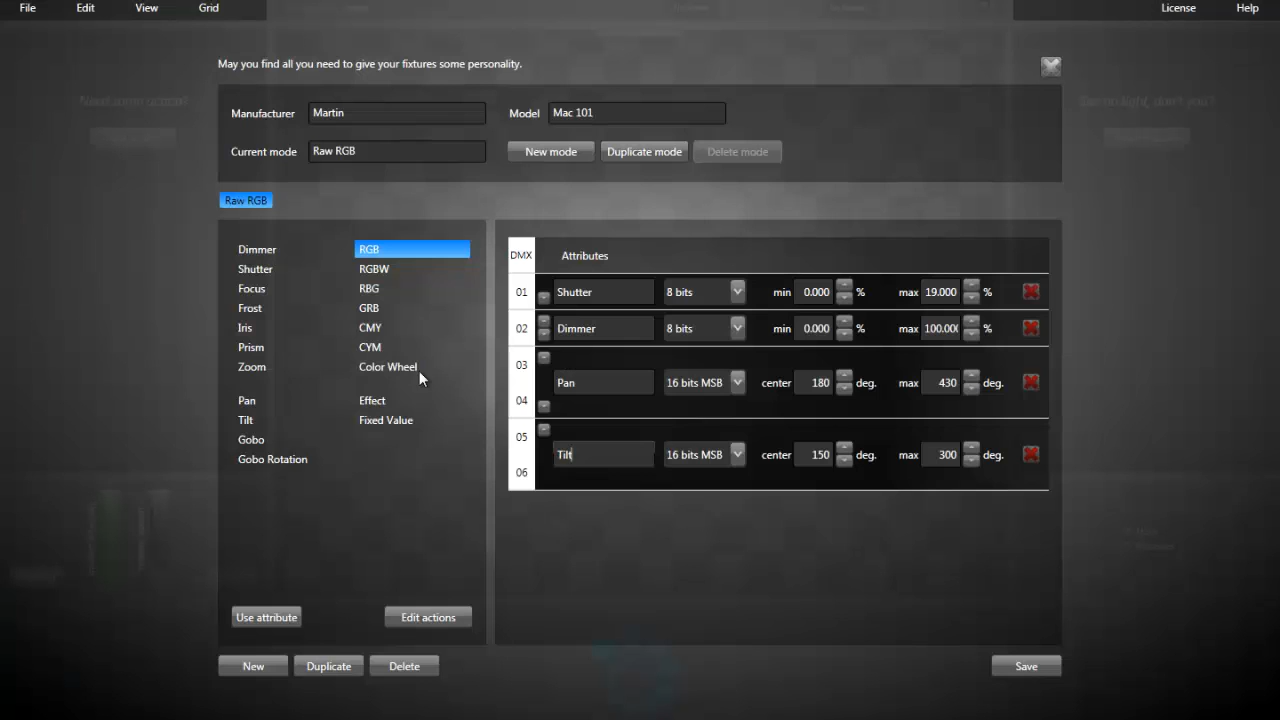 File Edit View Grid License Help
May you find all you need to give your fixtures some personality.
Manufacturer Martin Model Mac 101
Current mode Raw RGB New mode Duplicate mode Delete mode
Raw RGB
Dimmer RGB
Shutter RGBW
Focus RBG
Frost GRB
Iris CMY
Prism CYM
Zoom Color Wheel
Pan Effect
Tilt Fixed Value
Gobo
Gobo Rotation
Use attribute Edit actions
DMX Attributes
01 Shutter 8 bits min 0.000 % max 19.000 %
02 Dimmer 8 bits min 0.000 % max 100.000 %
03
Pan 16 bits MSB center 180 deg. max 430 deg.
04
05
Tilt 16 bits MSB center 150 deg. max 300 deg.
06
New Duplicate Delete Save